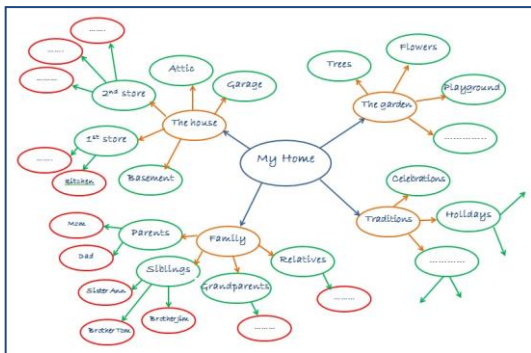 ........
........
.........
2nd store
Attic
Garage
The house
1st store
........
Kitchen
Basement
My Home
Trees
Flowers
The garden
Playground
..............
Celebrations
Traditions
Holidays
............
Mom
Parents
Family
Dad
Siblings
Relatives
Sister Ann
Grandparents
.........
Brother Tom
Brother Jim
.........